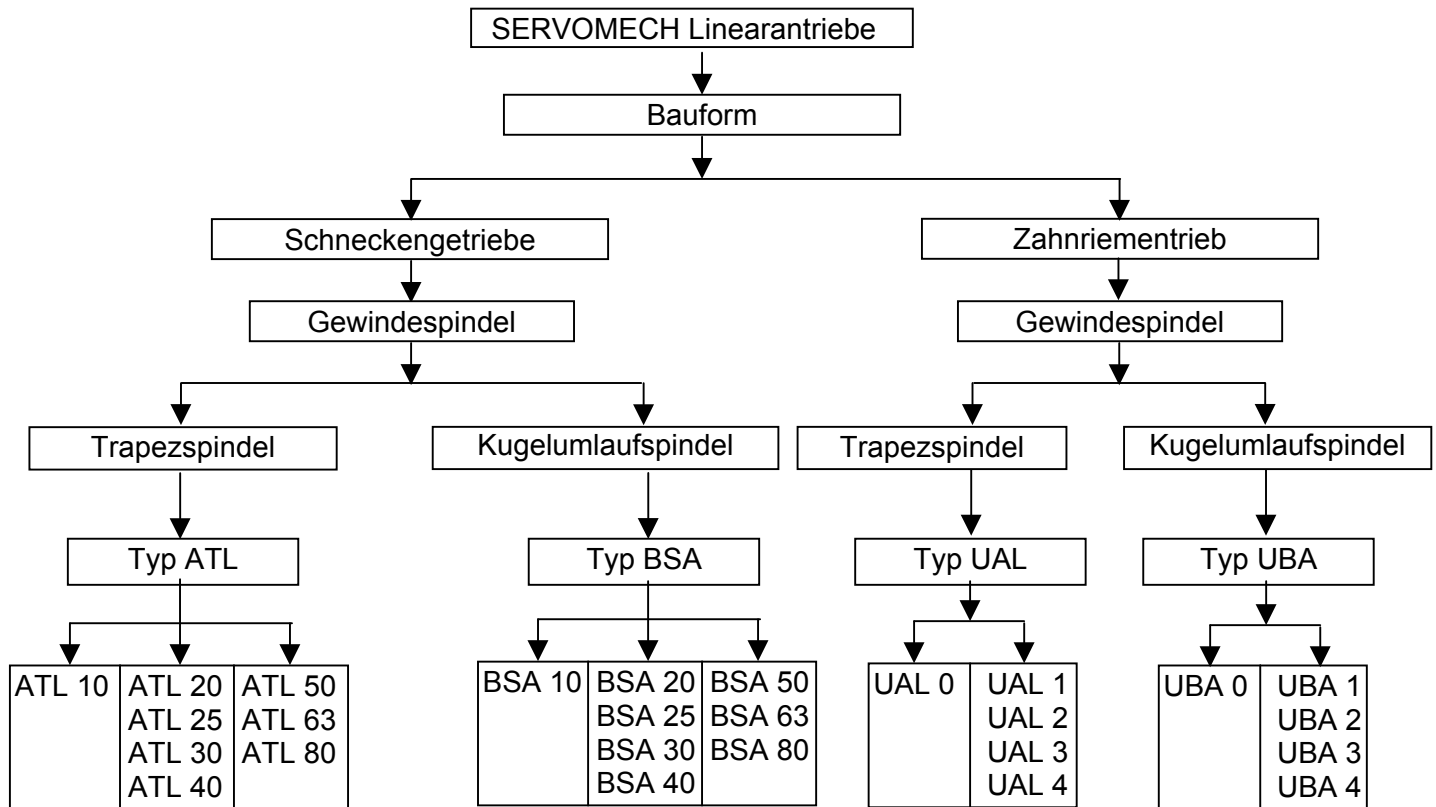 SERVOMECH Linearantriebe
Bauform
Schneckengetriebe
Zahnriementrieb
Gewindespindel
Gewindespindel
Trapezspindel
Kugelumlaufspindel
Trapezspindel
Kugelumlaufspindel
Typ ATL
Typ BSA
Typ UAL
Typ UBA
ATL 10
ATL 20
ATL 25
ATL 30
ATL 40
ATL 50
ATL 63
ATL 80
BSA 10
BSA 20
BSA 25
BSA 30
BSA 40
BSA 50
BSA 63
BSA 80
UAL 0
UAL 1
UAL 2
UAL 3
UAL 4
UBA 0
UBA 1
UBA 2
UBA 3
UBA 4